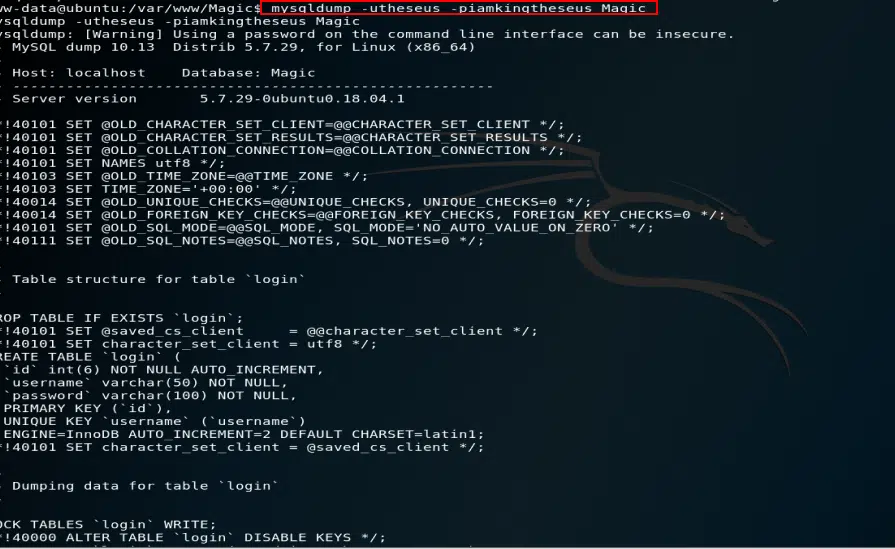 ww-data@ubuntu:/var/www/Magic$ mysqldump -utheseus -piamkingtheseus Magic
ysqldump -utheseus -piamkingtheseus Magic
ysqldump: [Warning] Using a password on the command line interface can be insecure.
- MySQL dump 10.13  Distrib 5.7.29, for Linux (x86_64)
- Host: localhost    Database: Magic
- ------------------------------------------------------
- Server version       5.7.29-0ubuntu0.18.04.1
*!40101 SET @OLD_CHARACTER_SET_CLIENT=@@CHARACTER_SET_CLIENT */;
*!40101 SET @OLD_CHARACTER_SET_RESULTS=@@CHARACTER_SET_RESULTS */;
*!40101 SET @OLD_COLLATION_CONNECTION=@@COLLATION_CONNECTION */;
*!40101 SET NAMES utf8 */;
*!40103 SET @OLD_TIME_ZONE=@@TIME_ZONE */;
*!40103 SET TIME_ZONE='+00:00' */;
*!40014 SET @OLD_UNIQUE_CHECKS=@@UNIQUE_CHECKS, UNIQUE_CHECKS=0 */;
*!40014 SET @OLD_FOREIGN_KEY_CHECKS=@@FOREIGN_KEY_CHECKS, FOREIGN_KEY_CHECKS=0 */;
*!40101 SET @OLD_SQL_MODE=@@SQL_MODE, SQL_MODE='NO_AUTO_VALUE_ON_ZERO' */;
*!40111 SET @OLD_SQL_NOTES=@@SQL_NOTES, SQL_NOTES=0 */;
- Table structure for table `login`
ROP TABLE IF EXISTS `login`;
*!40101 SET @saved_cs_client     = @@character_set_client */;
*!40101 SET character_set_client = utf8 */;
REATE TABLE `login` (
`id` int(6) NOT NULL AUTO_INCREMENT,
`username` varchar(50) NOT NULL,
`password` varchar(100) NOT NULL,
PRIMARY KEY (`id`),
UNIQUE KEY `username` (`username`)
ENGINE=InnoDB AUTO_INCREMENT=2 DEFAULT CHARSET=latin1;
*!40101 SET character_set_client = @saved_cs_client */;
- Dumping data for table `login`
OCK TABLES `login` WRITE;
*!40000 ALTER TABLE `login` DISABLE KEYS */;